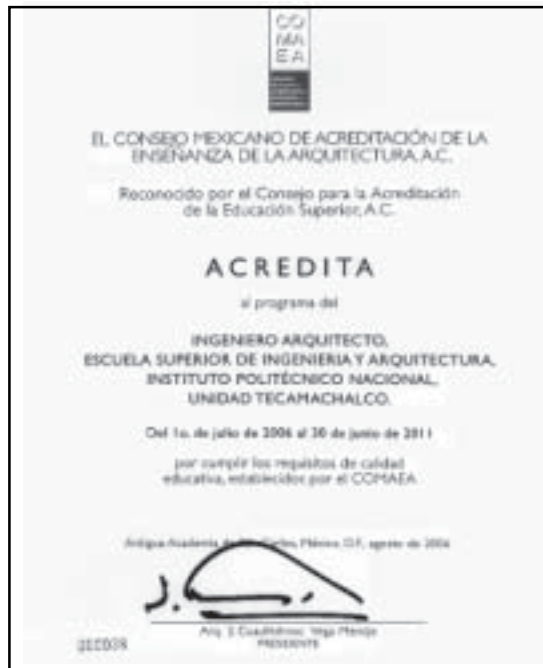 CO
MA
EA
EL CONSEJO MEXICANO DE ACREDITACIÓN DE LA
ENSEÑANZA DE LA ARQUITECTURA, A.C.
Reconocido por el Consejo para la Acreditación
de la Educación Superior, A.C.
ACREDITA
al programa del
INGENIERO ARQUITECTO,
ESCUELA SUPERIOR DE INGENIERIA Y ARQUITECTURA,
INSTITUTO POLITÉCNICO NACIONAL,
UNIDAD TECAMACHALCO.
Del 1o. de julio de 2006 al 30 de junio de 2011
por cumplir los requisitos de calidad
educativa, establecidos por el COMAEA
Antigua Academia de Carlos, México, D.F., agosto de 2006
Arq. J. Cuauhtémoc Vega
PRESIDENTE